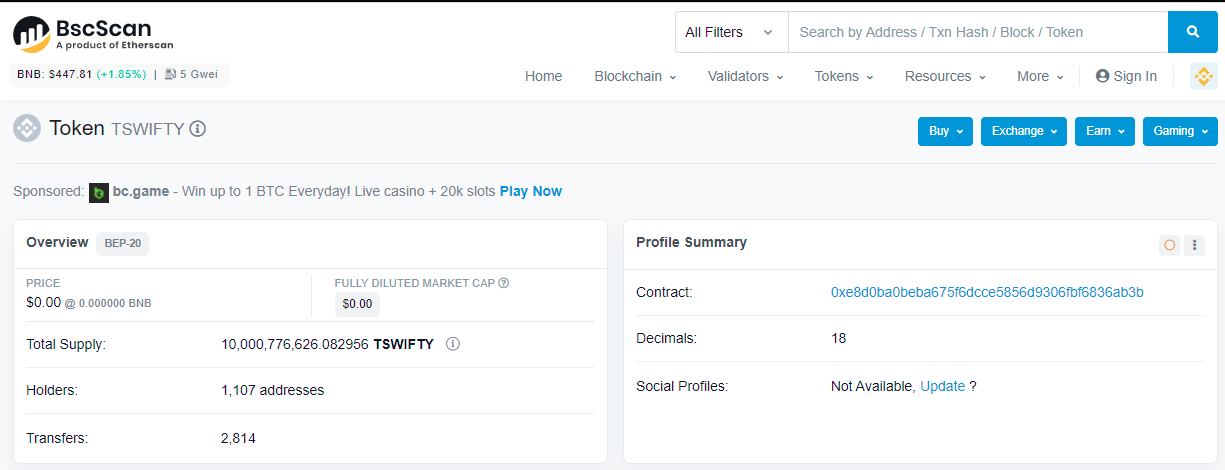 BscScan
A product of Etherscan
All Filters
Search by Address / Txn Hash / Block / Token
BNB: $447.81 (+1.85%) | 5 Gwei
Home Blockchain Validators Tokens Resources More Sign In
Token TSWIFTY
Buy Exchange Earn Gaming
Sponsored: bc.game - Win up to 1 BTC Everyday! Live casino + 20k slots Play Now
Overview BEP-20
PRICE
$0.00 @ 0.000000 BNB
FULLY DILUTED MARKET CAP
$0.00
Total Supply: 10,000,776,626.082956 TSWIFTY
Holders: 1,107 addresses
Transfers: 2,814
Profile Summary
Contract: 0xe8d0ba0beba675f6dcce5856d9306fbf6836ab3b
Decimals: 18
Social Profiles: Not Available, Update ?